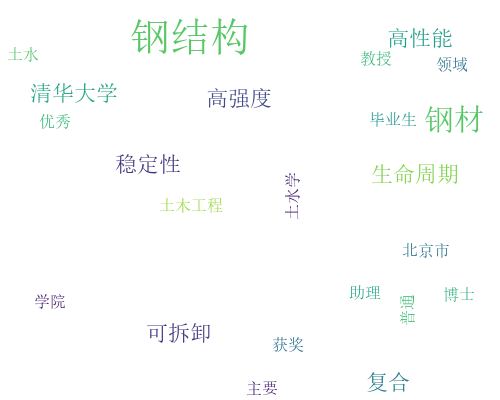 钢结构
高性能
土水
教授
领域
清华大学
高强度
优秀
毕业生
钢材
稳定性
生命周期
土水学
土木工程
北京市
学院
助理
普通
博士
可拆卸
获奖
主要
复合